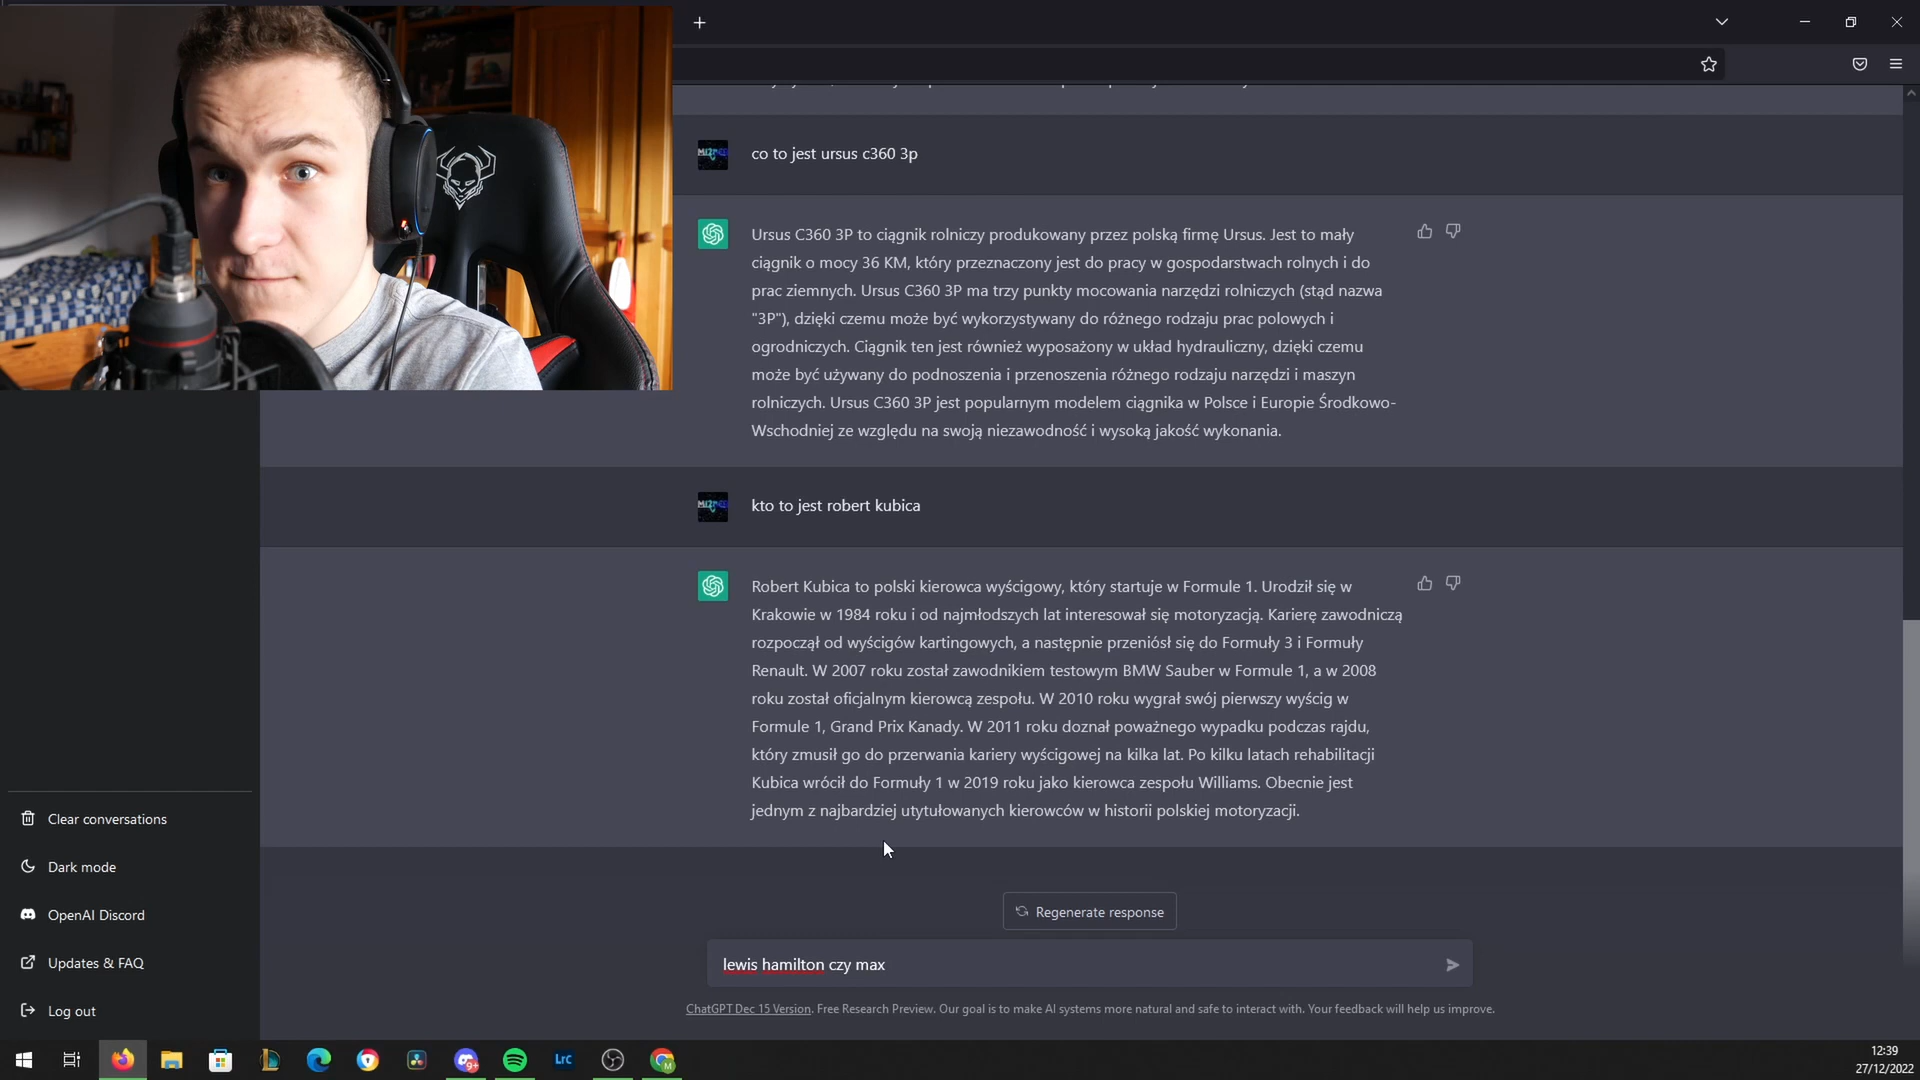 co to jest ursus c360 3p
Ursus C360 3P to ciągnik rolniczy produkowany przez polską firmę Ursus. Jest to mały
ciągnik o mocy 36 KM, który przeznaczony jest do pracy w gospodarstwach rolnych i do
prac ziemnych. Ursus C360 3P ma trzy punkty mocowania narzędzi rolniczych (stąd nazwa
"3P"), dzięki czemu może być wykorzystywany do różnego rodzaju prac polowych i
ogrodniczych. Ciągnik ten jest również wyposażony w układ hydrauliczny, dzięki czemu
może być używany do podnoszenia i przenoszenia różnego rodzaju narzędzi i maszyn
rolniczych. Ursus C360 3P jest popularnym modelem ciągnika w Polsce i Europie Środkowo-
Wschodniej ze względu na swoją niezawodność i wysoką jakość wykonania.
kto to jest robert kubica
Robert Kubica to polski kierowca wyścigowy, który startuje w Formule 1. Urodził się w
Krakowie w 1984 roku i od najmłodszych lat interesował się motoryzacją. Karierę zawodniczą
rozpoczął od wyścigów kartingowych, a następnie przeniósł się do Formuły 3 i Formuły
Renault. W 2007 roku został zawodnikiem testowym BMW Sauber w Formule 1, a w 2008
roku został oficjalnym kierowcą zespołu. W 2010 roku wygrał swój pierwszy wyścig w
Formule 1, Grand Prix Kanady. W 2011 roku doznał poważnego wypadku podczas rajdu,
który zmusił go do przerwania kariery wyścigowej na kilka lat. Po kilku latach rehabilitacji
Kubica wrócił do Formuły 1 w 2019 roku jako kierowca zespołu Williams. Obecnie jest
jednym z najbardziej utytułowanych kierowców w historii polskiej motoryzacji.
Clear conversations
Dark mode
OpenAI Discord
Updates & FAQ
Log out
Regenerate response
lewis hamilton czy max
ChatGPT Dec 15 Version. Free Research Preview. Our goal is to make AI systems more natural and safe to interact with. Your feedback will help us improve.
9+
LrC
M
12:39
27/12/2022